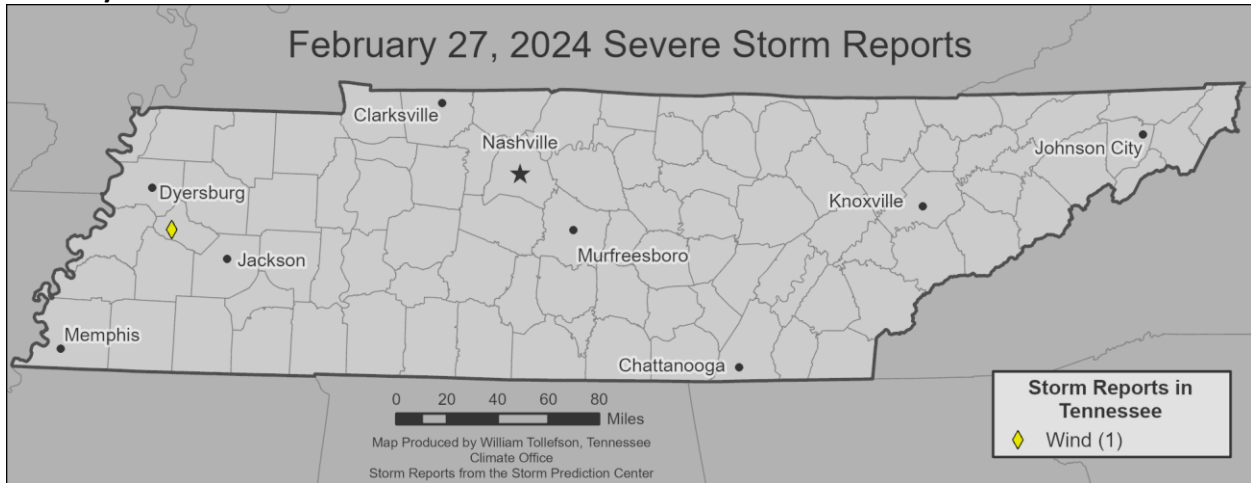 February 27, 2024 Severe Storm Reports
Clarksville
Nashville
Johnson City
Dyersburg
Knoxville
Murfreesboro
Jackson
Memphis
Chattanooga
0 20 40 60 80
Miles
Map Produced by William Tollefson, Tennessee
Climate Office
Storm Reports from the Storm Prediction Center
Storm Reports in
Tennessee
Wind (1)